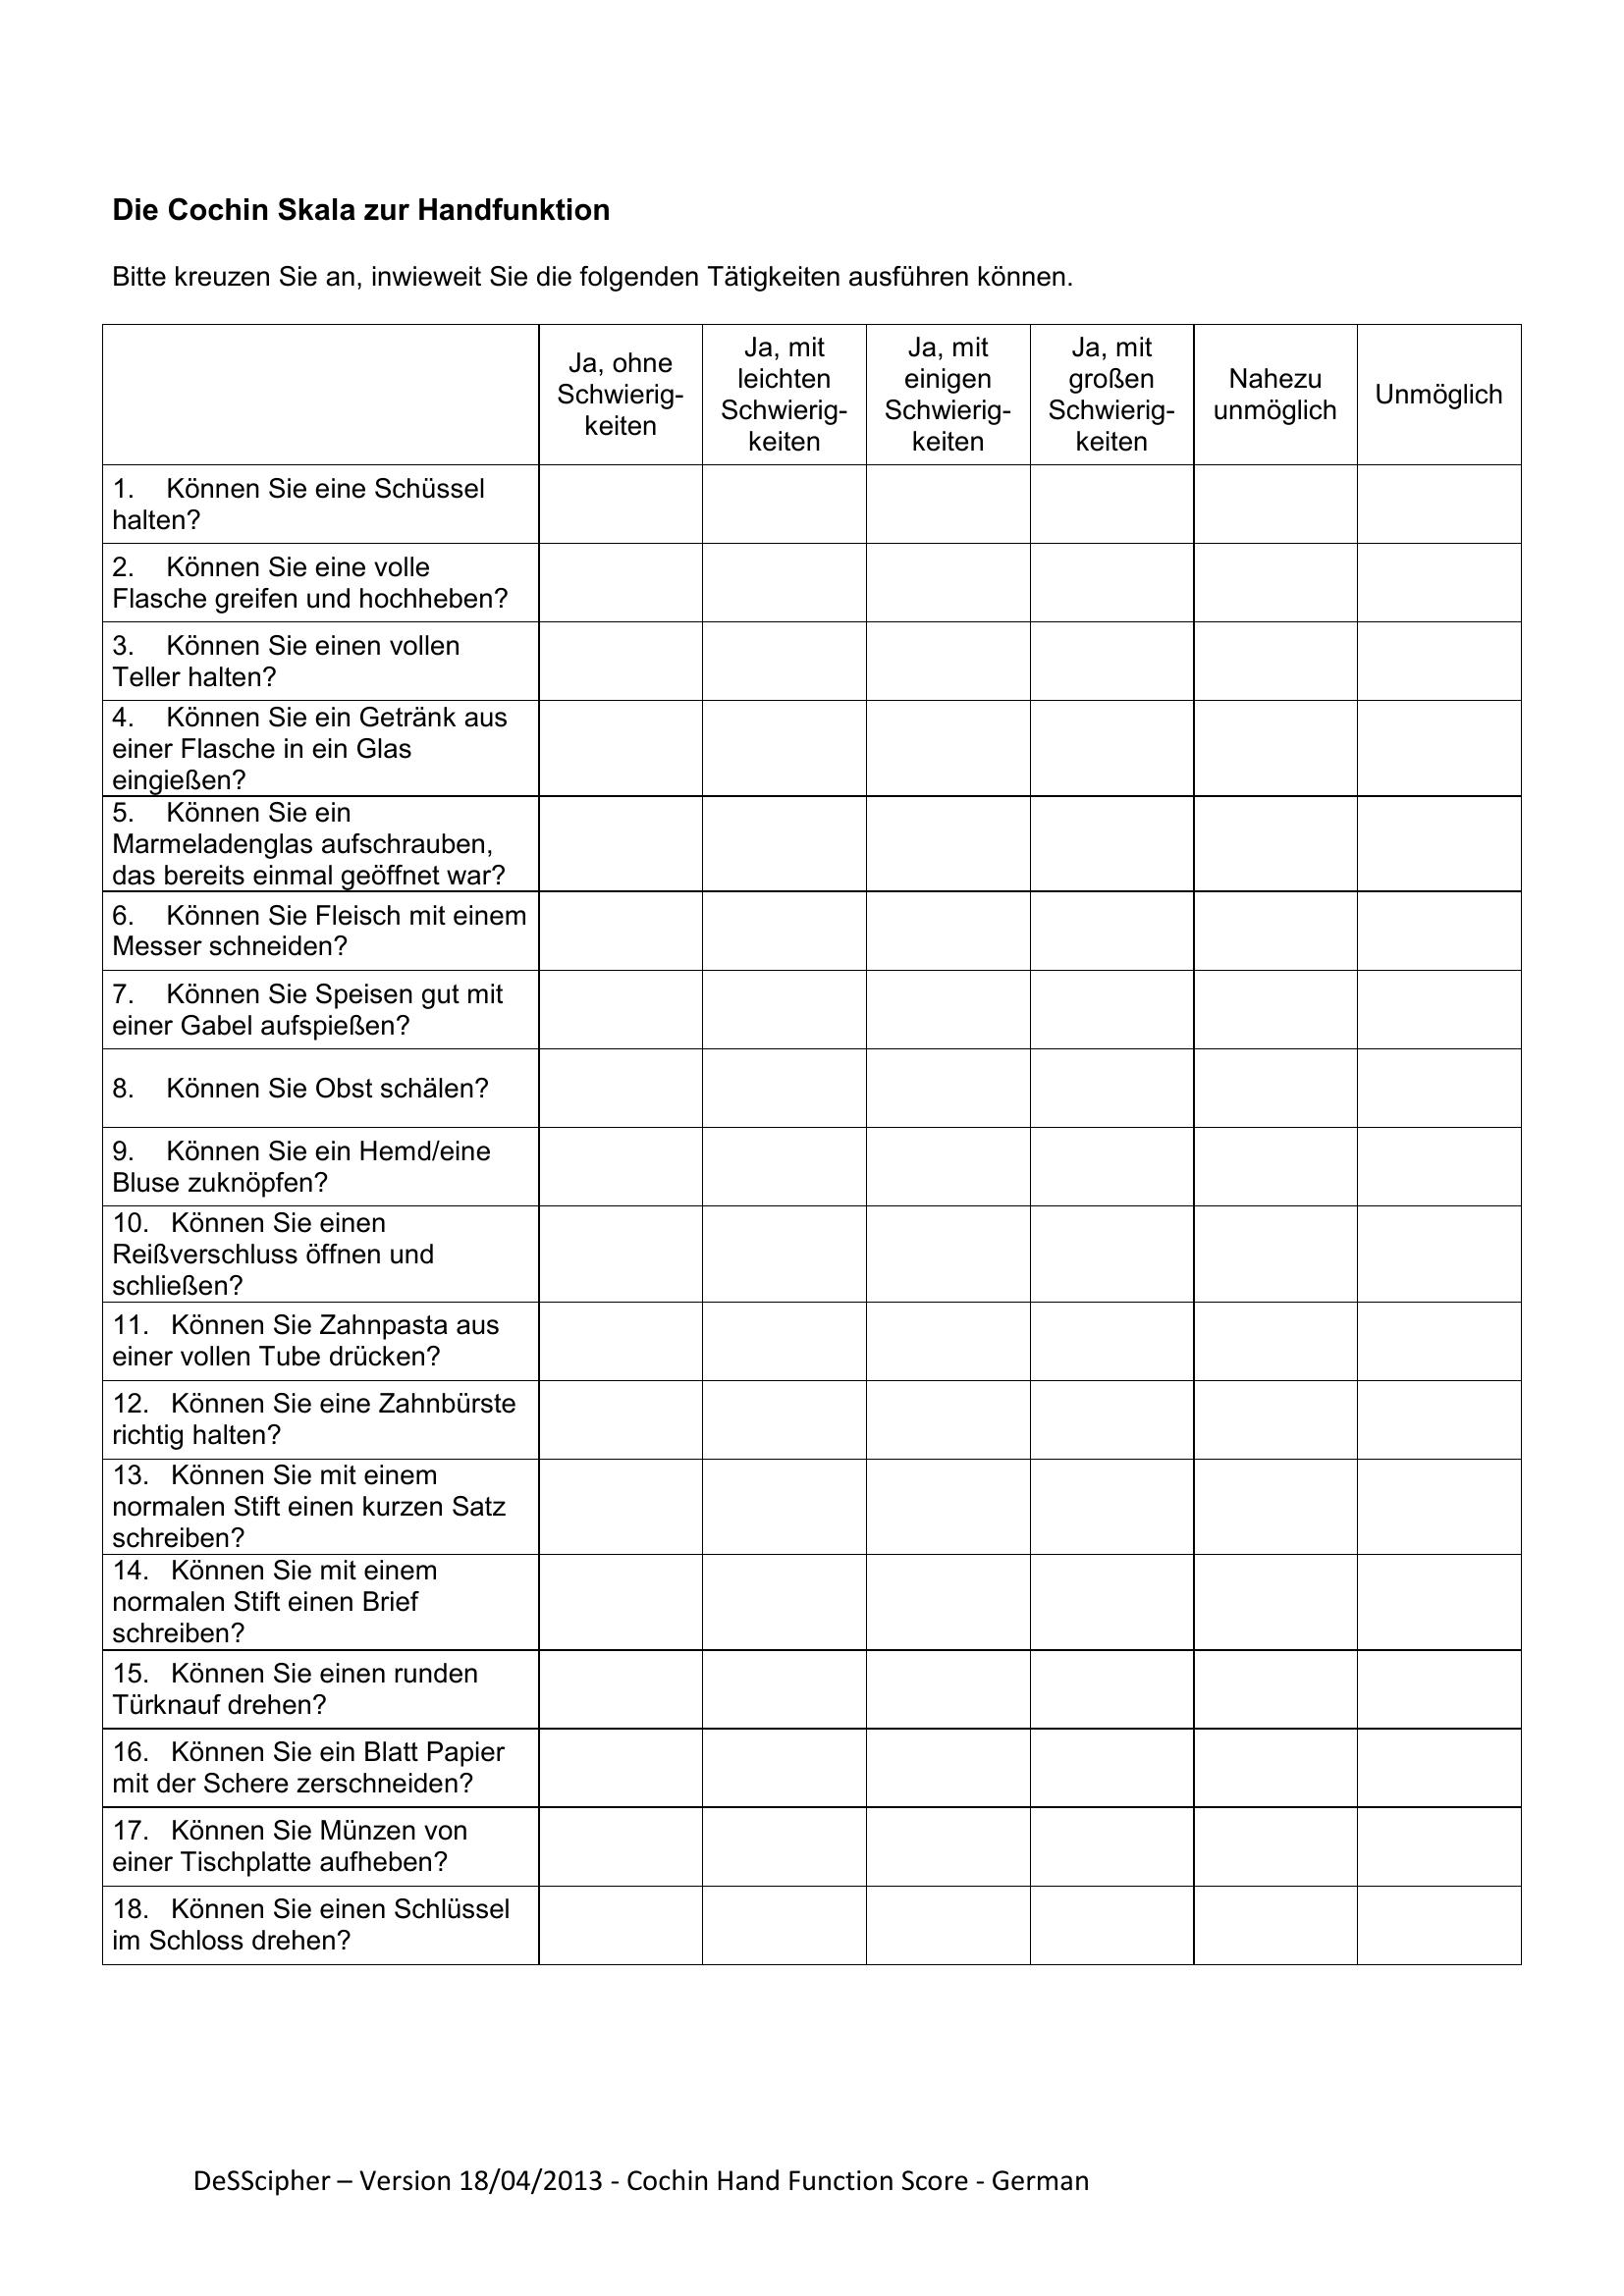 Die Cochin Skala zur Handfunktion
Bitte kreuzen Sie an, inwieweit Sie die folgenden Tätigkeiten ausführen können.
Ja, ohne
Schwierig-
keiten
Ja, mit
leichten
Schwierig-
keiten
Ja, mit
einigen
Schwierig-
keiten
Ja, mit
großen
Schwierig-
keiten
Nahezu
unmöglich
Unmöglich
1. Können Sie eine Schüssel
halten?
2. Können Sie eine volle
Flasche greifen und hochheben?
3. Können Sie einen vollen
Teller halten?
4. Können Sie ein Getränk aus
einer Flasche in ein Glas
eingießen?
5. Können Sie ein
Marmeladenglas aufschrauben,
das bereits einmal geöffnet war?
6. Können Sie Fleisch mit einem
Messer schneiden?
7. Können Sie Speisen gut mit
einer Gabel aufspießen?
8. Können Sie Obst schälen?
9. Können Sie ein Hemd/eine
Bluse zuknöpfen?
10. Können Sie einen
Reißverschluss öffnen und
schließen?
11. Können Sie Zahnpasta aus
einer vollen Tube drücken?
12. Können Sie eine Zahnbürste
richtig halten?
13. Können Sie mit einem
normalen Stift einen kurzen Satz
schreiben?
14. Können Sie mit einem
normalen Stift einen Brief
schreiben?
15. Können Sie einen runden
Türknauf drehen?
16. Können Sie ein Blatt Papier
mit der Schere zerschneiden?
17. Können Sie Münzen von
einer Tischplatte aufheben?
18. Können Sie einen Schlüssel
im Schloss drehen?
DeSScipher – Version 18/04/2013 - Cochin Hand Function Score - German